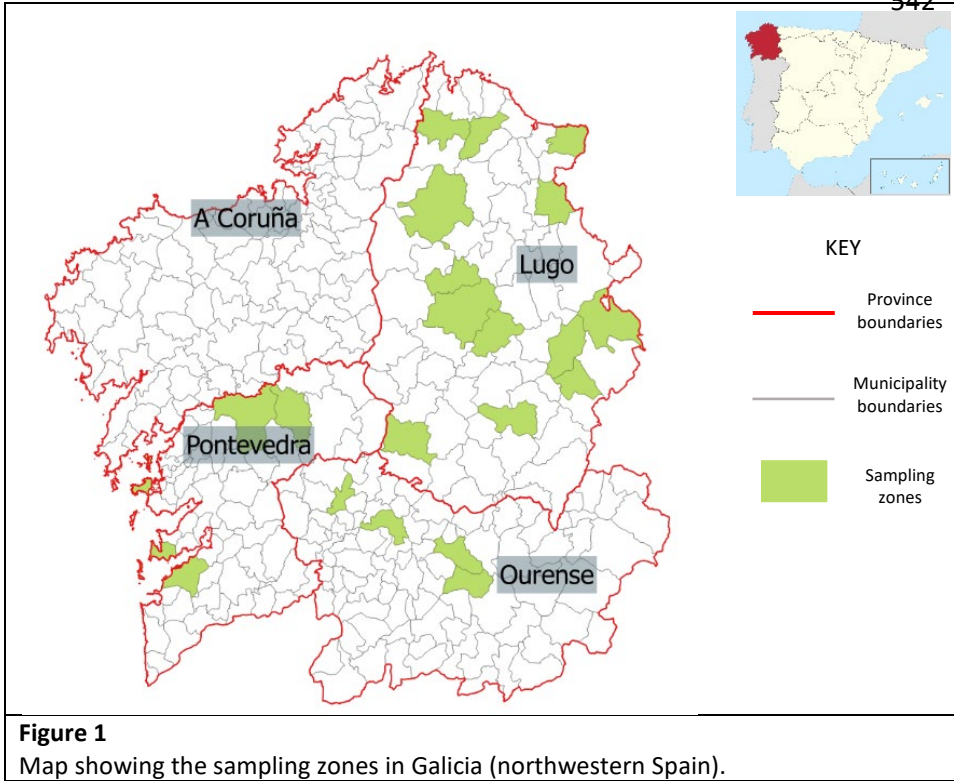 542
A Coruña
Lugo
Pontevedra
Ourense
KEY
Province
boundaries
Municipality
boundaries
Sampling
zones
Figure 1
Map showing the sampling zones in Galicia (northwestern Spain).